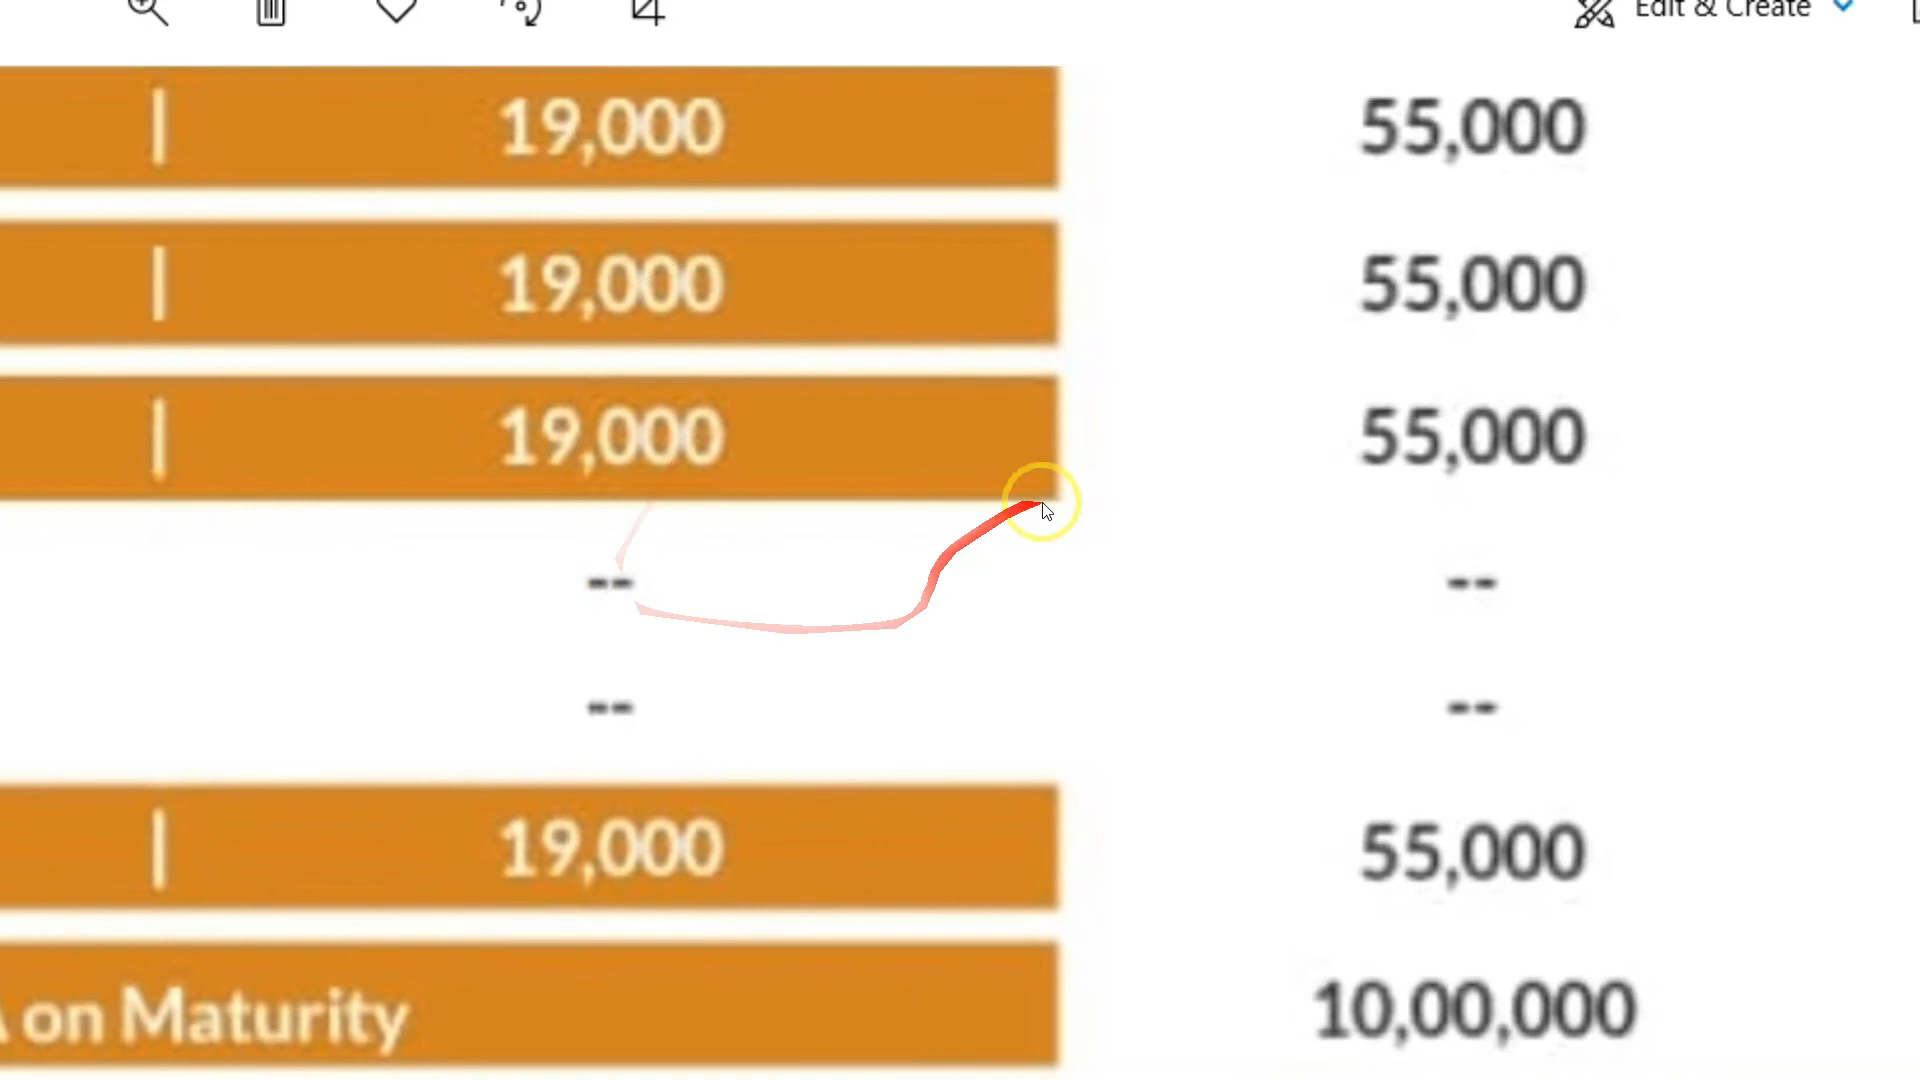 Edit & Create
| 19,000 55,000
| 19,000 55,000
| 19,000 55,000
-- --
-- --
| 19,000 55,000
on Maturity 10,00,000